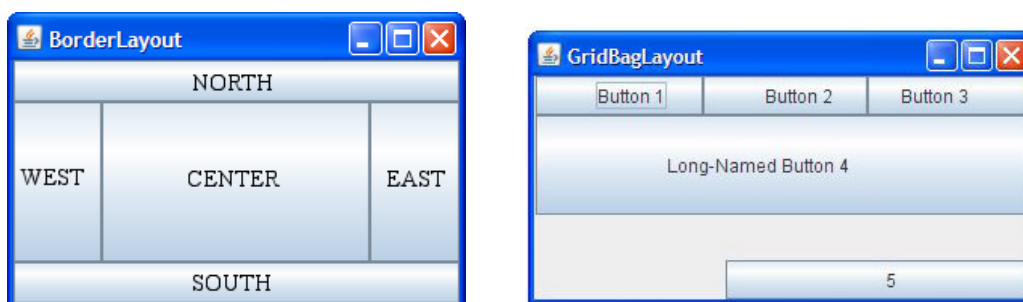 BorderLayout
NORTH
WEST CENTER EAST
SOUTH
GridBagLayout
Button 1 Button 2 Button 3
Long-Named Button 4
5